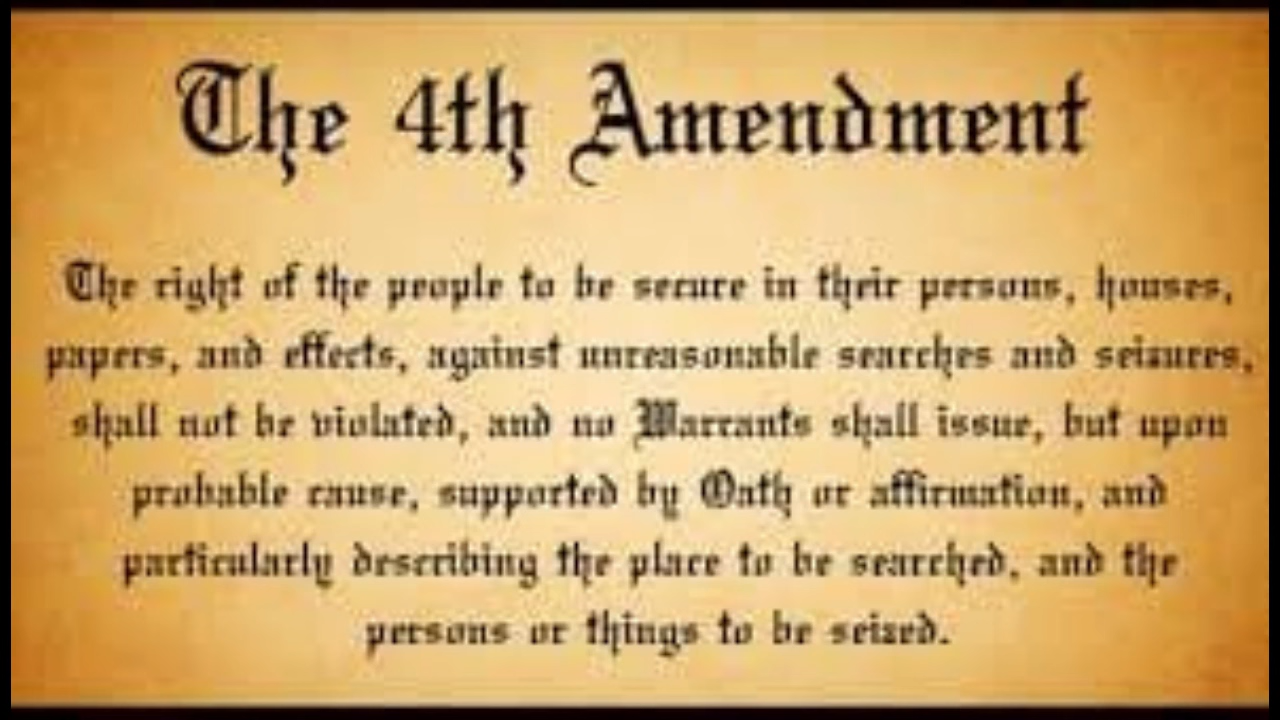 The 4th Amendment
The right of the people to be secure in their persons, houses,
papers, and effects, against unreasonable searches and seizures,
shall not be violated, and no Warrants shall issue, but upon
probable cause, supported by Oath or affirmation, and
particularly describing the place to be searched, and the
persons or things to be seized.